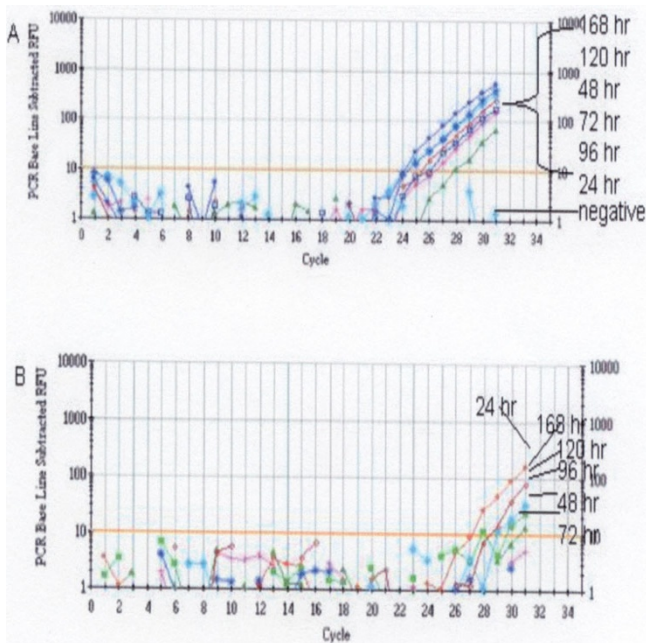 A
PCR Base Line Subtracted RFU
10000
1000
100
10
1
0 2 4 6 8 10 12 14 16 18 20 22 24 26 28 30 32 34
Cycle
10000
1000
100
10
1
168 hr
120 hr
48 hr
72 hr
96 hr
24 hr
negative
B
PCR Base Line Subtracted RFU
10000
1000
100
10
1
0 2 4 6 8 10 12 14 16 18 20 22 24 26 28 30 32 34
Cycle
10000
1000
100
10
1
24 hr
168 hr
120 hr
96 hr
48 hr
72 hr